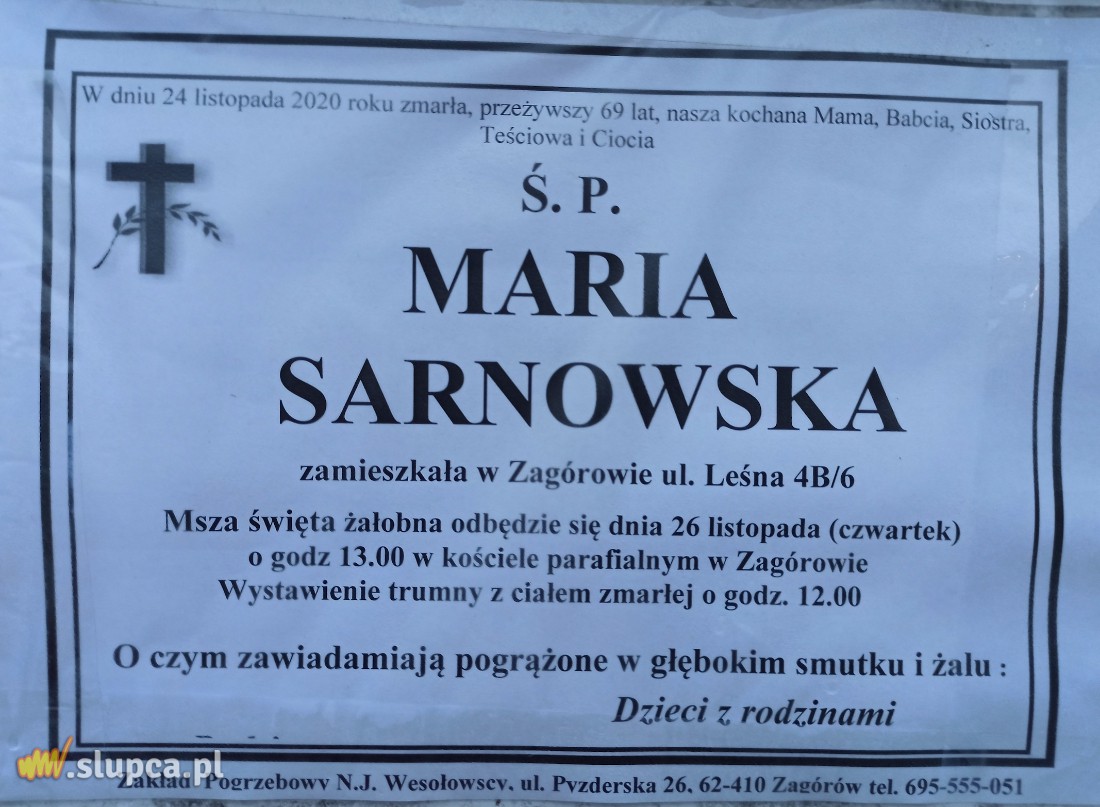 W dniu 24 listopada 2020 roku zmarła, przeżywszy 69 lat, nasza kochana Mama, Babcia, Siostra,
Teściowa i Ciocia
Ś. P.
MARIA
SARNOWSKA
zamieszkała w Zagórowie ul. Leśna 4B/6
Msza święta żałobna odbędzie się dnia 26 listopada (czwartek)
o godz 13.00 w kościele parafialnym w Zagórowie
Wystawienie trumny z ciałem zmarłej o godz. 12.00
O czym zawiadamiają pogrążone w głębokim smutku i żalu :
Dzieci z rodzinami
.slupca.pl
Zakład Pogrzebowy N.J. Wesołowscy, ul. Pyzderska 26, 62-410 Zagórów tel. 695-555-051